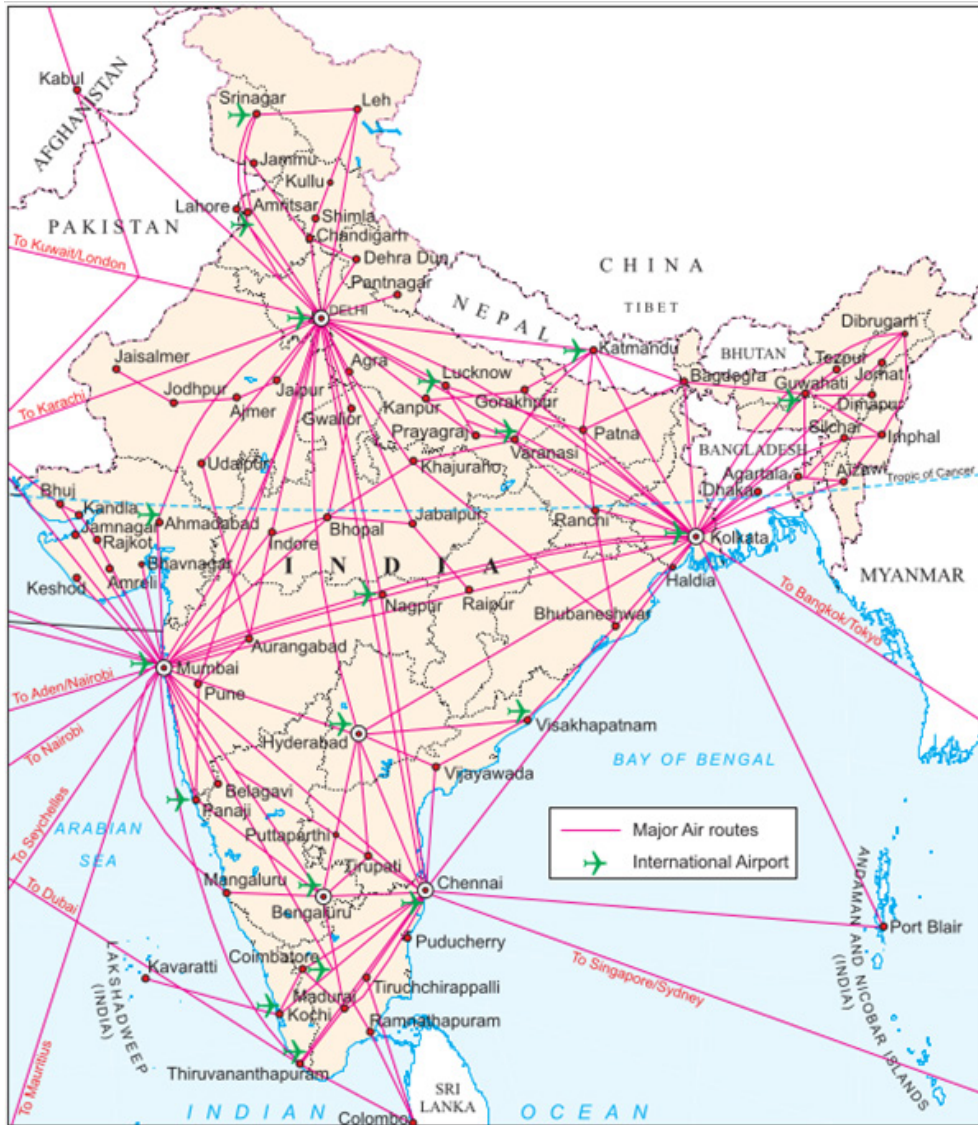 Kabul
AFGHANISTAN
Srinagar
Leh
Jammu
Kullu
Lahore
Amritsar
PAKISTAN
Shimla
Chandigarh
To Kuwait/London
Dehra Dun
Pantnagar
CHINA
TIBET
NEPAL
DELHI
Dibrugarh
Katmandu
BHUTAN
Tezpur
Jorhat
Jaisalmer
Agra
Lucknow
Bagdogra
Guwahati
Jodhpur
Jaipur
Kanpur
Gorakhpur
Dimapur
To Karachi
Ajmer
Gwalior
Prayagraj
Patna
Silchar
Imphal
Varanasi
BANGLADESH
Udaipur
Khajuraho
Agartala
Aizawl
Tropic of Cancer
Bhuj
Dhaka
Kandla
Ahmadabad
Bhopal
Jabalpur
Ranchi
Jamnagar
Rajkot
Indore
Kolkata
INDIA
Bhavnagar
Amreli
Haldia
MYANMAR
Keshod
Nagpur
Raipur
Bhubaneshwar
To Bangkok/Tokyo
Aurangabad
Mumbai
To Aden/Nairobi
Pune
Visakhapatnam
Hyderabad
To Nairobi
BAY OF BENGAL
Vijayawada
Belagavi
Panaji
To Seychelles
ARABIAN
SEA
Puttaparthi
Major Air routes
International Airport
Tirupati
To Dubai
Mangaluru
Chennai
Bengaluru
Port Blair
Puducherry
ANDAMAN AND NICOBAR ISLANDS
(INDIA)
Coimbatore
To Singapore/Sydney
Kavaratti
LAKSHADWEEP
(INDIA)
Tiruchchirappalli
Madurai
Kochi
Ramnathapuram
Thiruvananthapuram
To Mauritius
SRI
LANKA
INDIAN OCEAN
Colombo